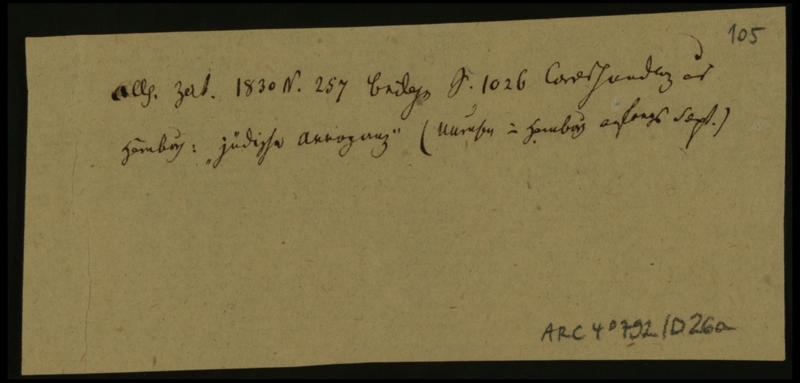 105
Allg. Zeit. 1830 N. 257 Beilage S. 1026 Correspondenz aus
Hamburg: „jüdische Arroganz" (Unruhen in Hamburg anfangs Sept.)
ARC 4° 792/D26a